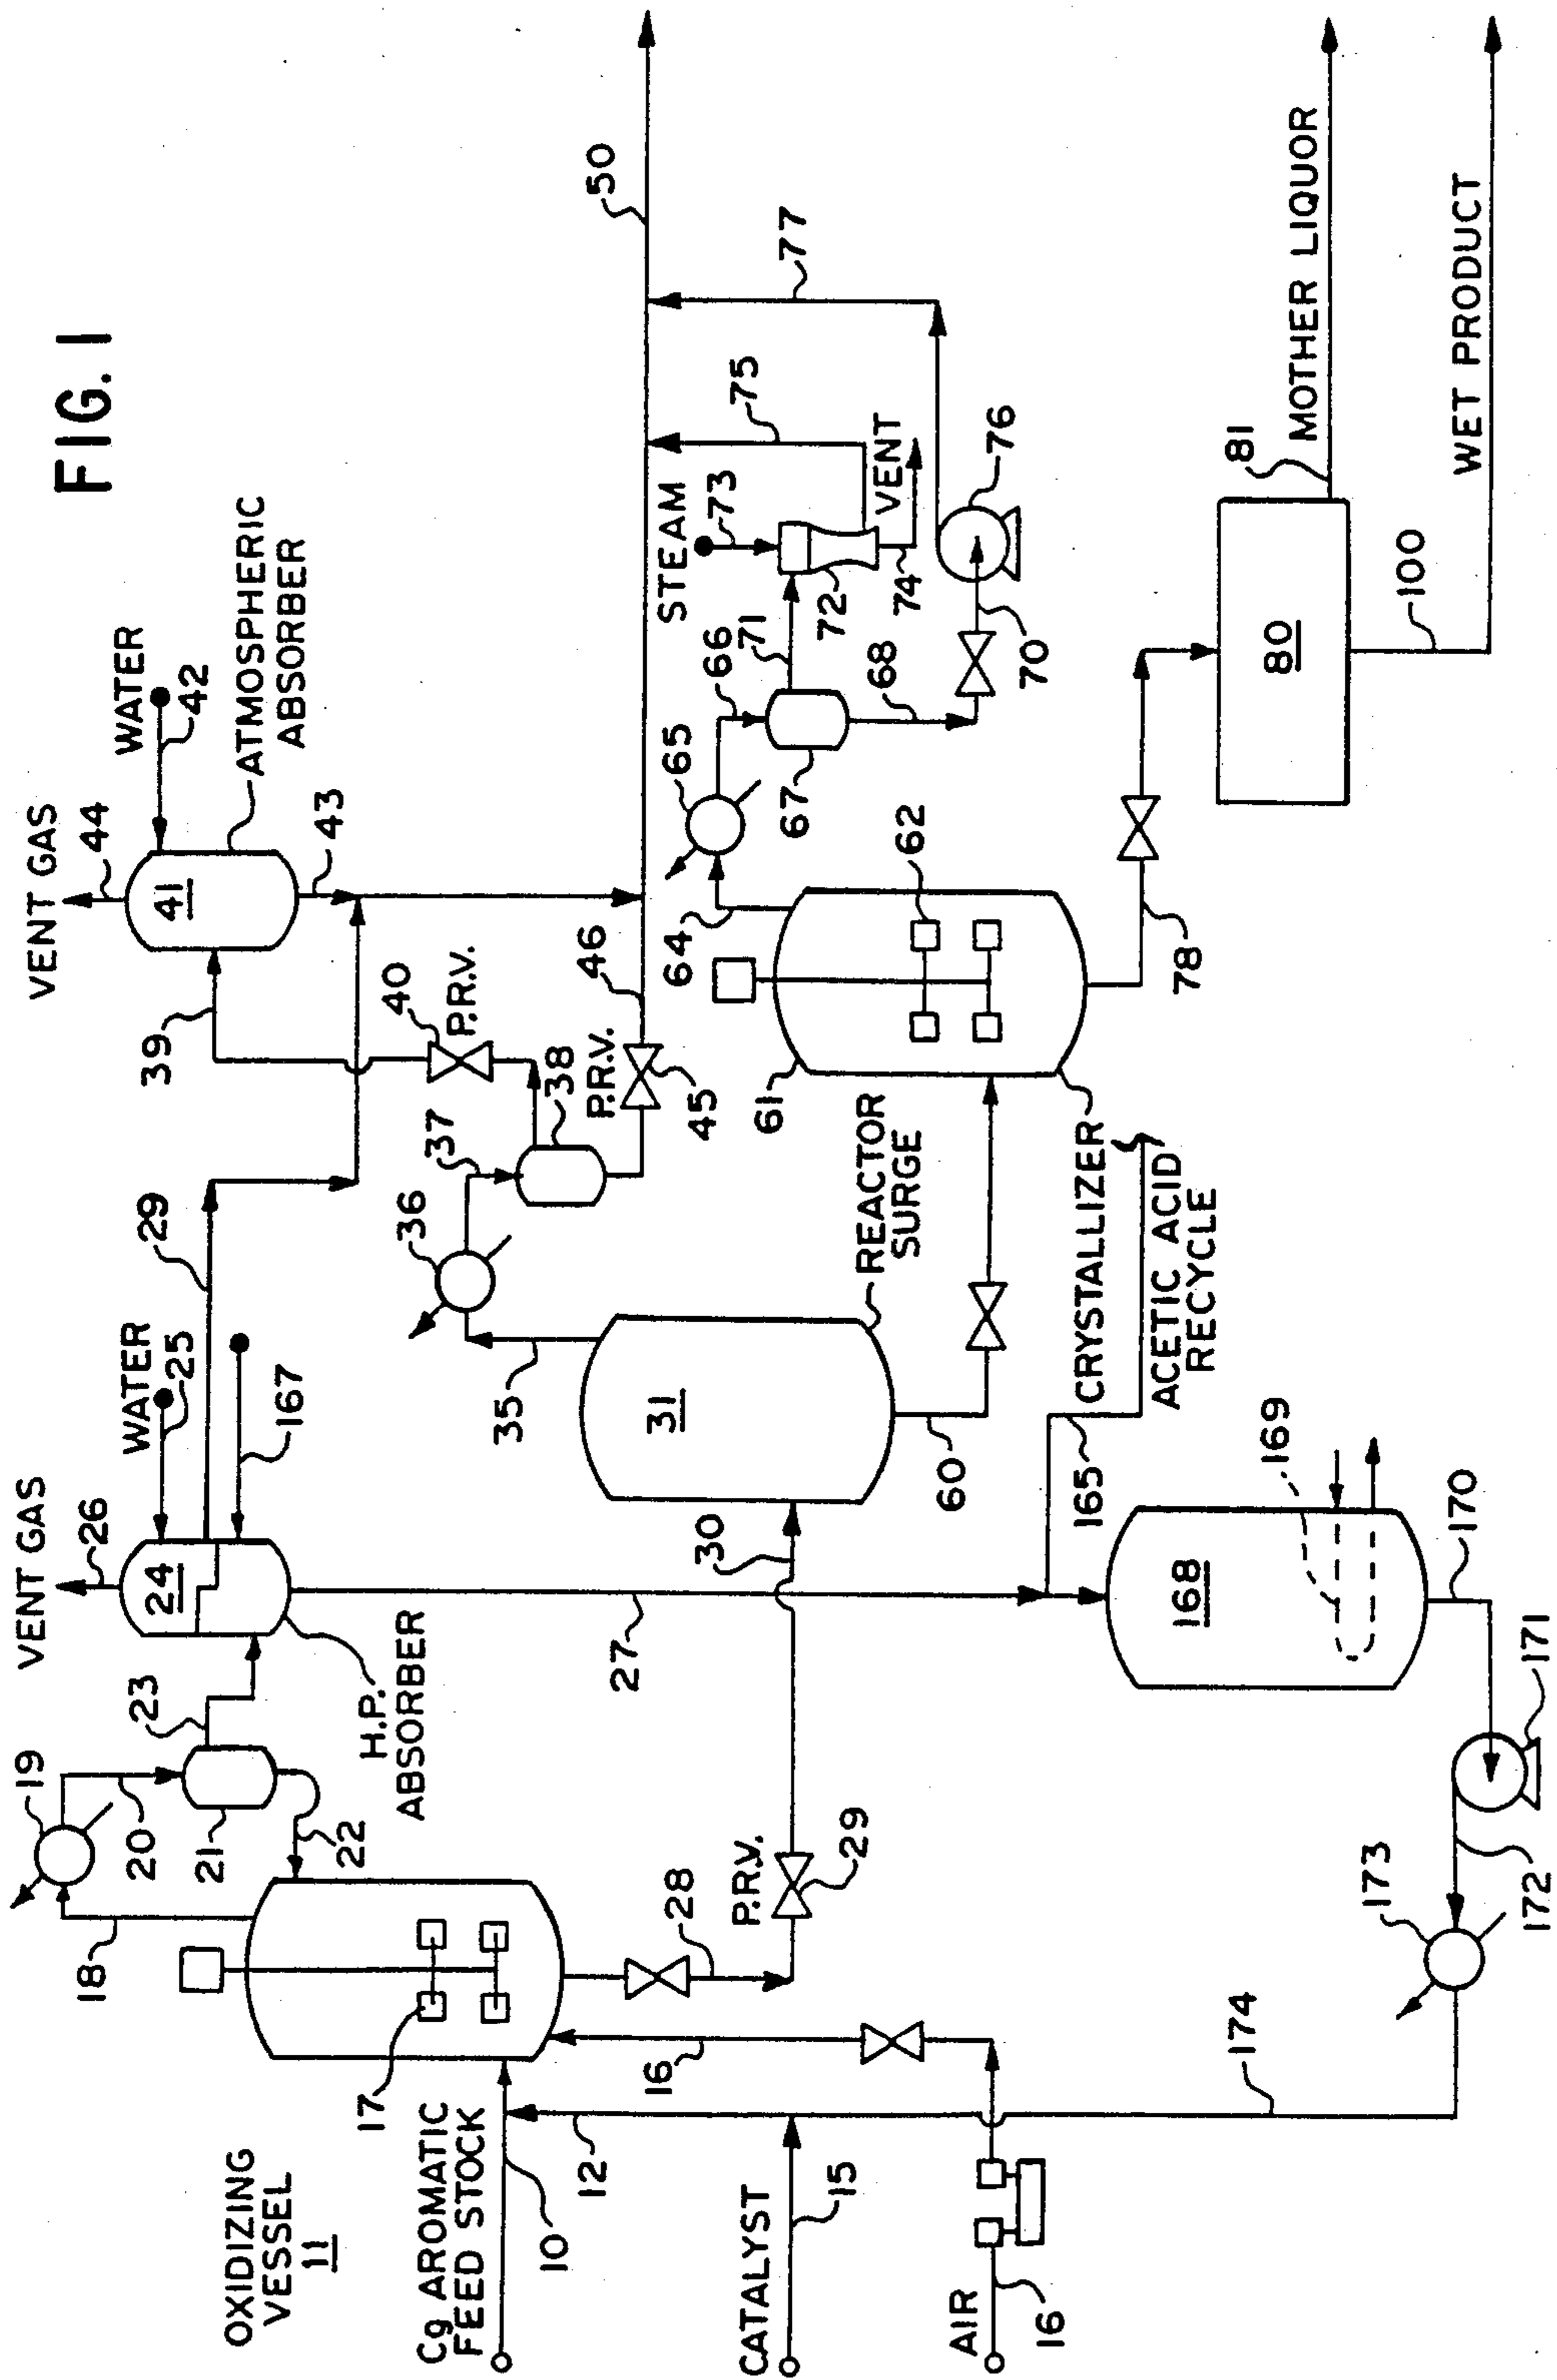 FIG. 1
VENT GAS
26
WATER
25
29
167
24
23
H.P.
ABSORBER
19
20
21
22
18
VENT GAS
44
WATER
42
41
ATMOSPHERIC
ABSORBER
43
39
40
P.R.V.
37
38
36
P.R.V.
45
46
50
35
31
REACTOR
SURGE
OXIDIZING
VESSEL
11
17
C9 AROMATIC
FEED STOCK
10
12
16
28
P.R.V.
29
30
27
60
CATALYST
15
AIR
16
174
STEAM
73
75
77
66
71
72
74
VENT
76
65
67
68
70
64
62
61
CRYSTALLIZER
78
165
ACETIC ACID
RECYCLE
80
81
MOTHER LIQUOR
100
WET PRODUCT
168
169
170
171
172
173